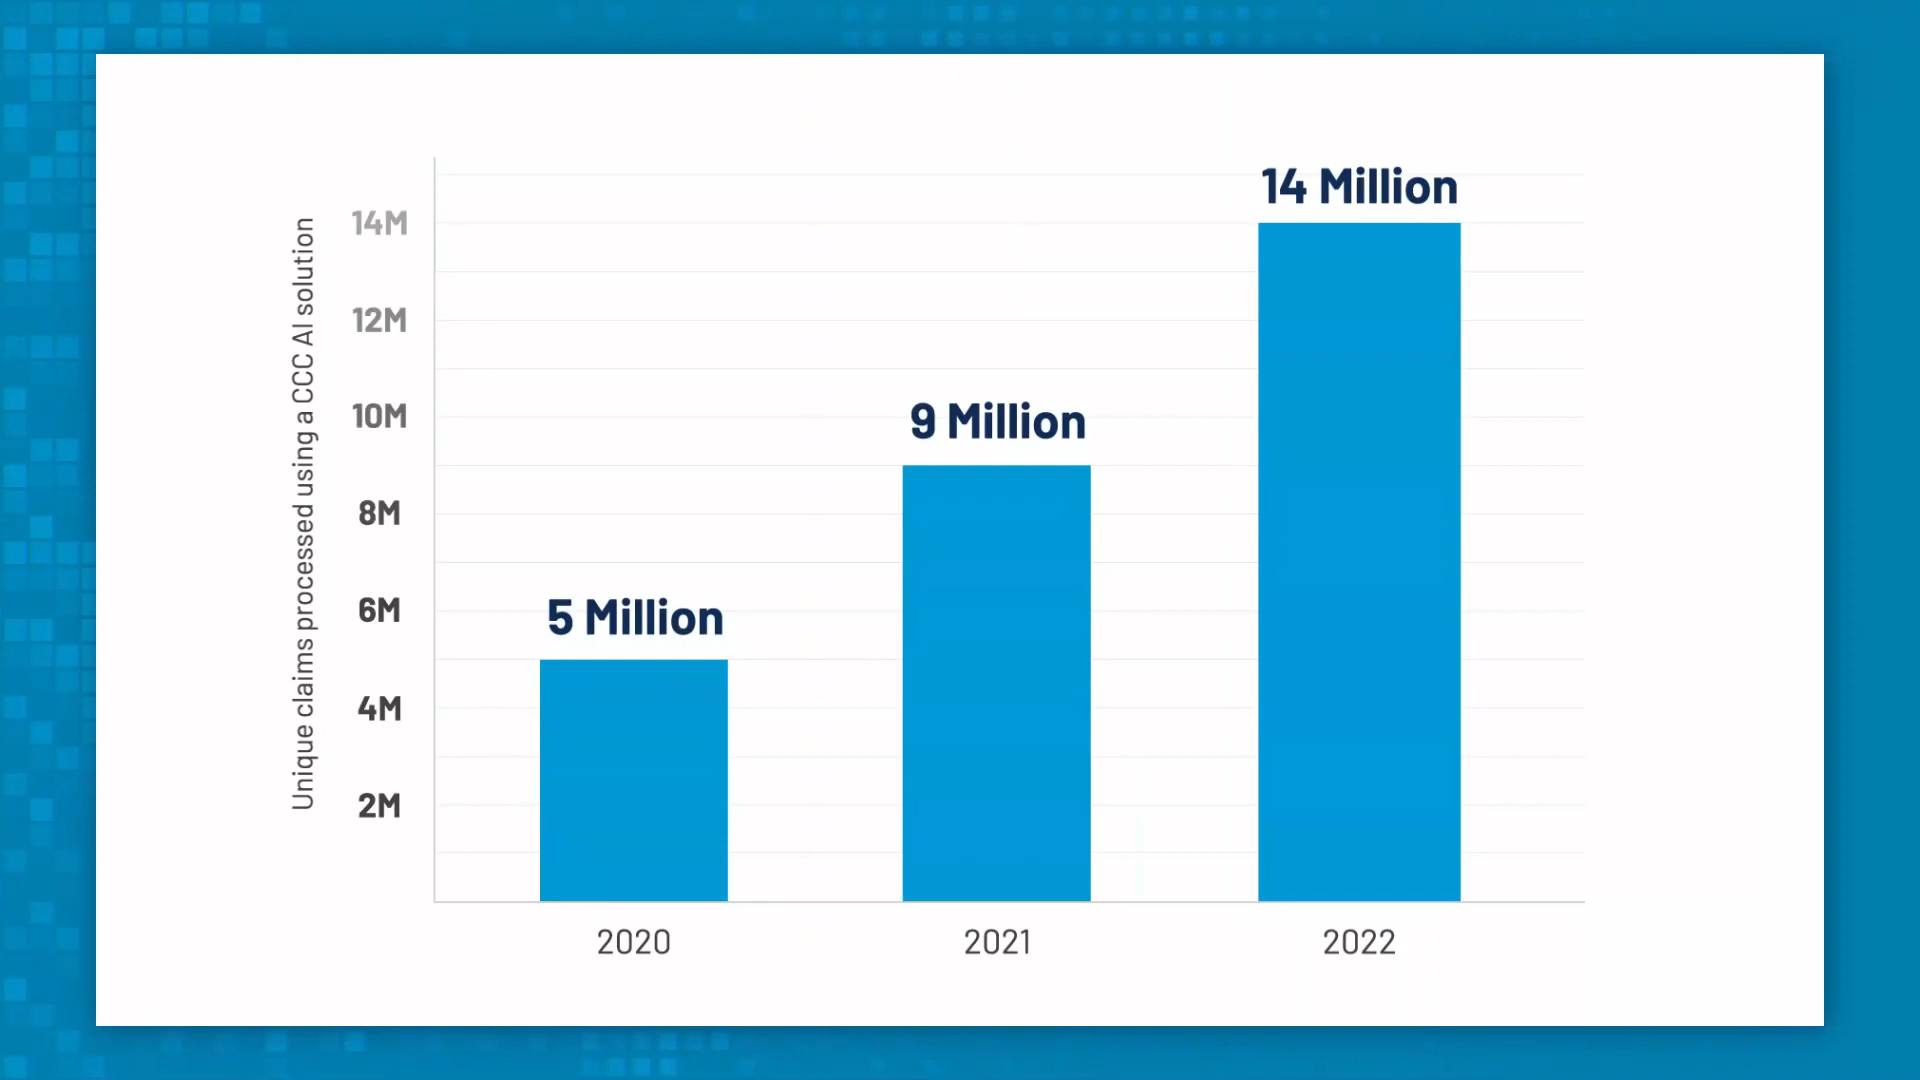 Unique claims processed using a CCC AI solution
14M
12M
10M
8M
6M
4M
2M
5 Million
9 Million
14 Million
2020
2021
2022